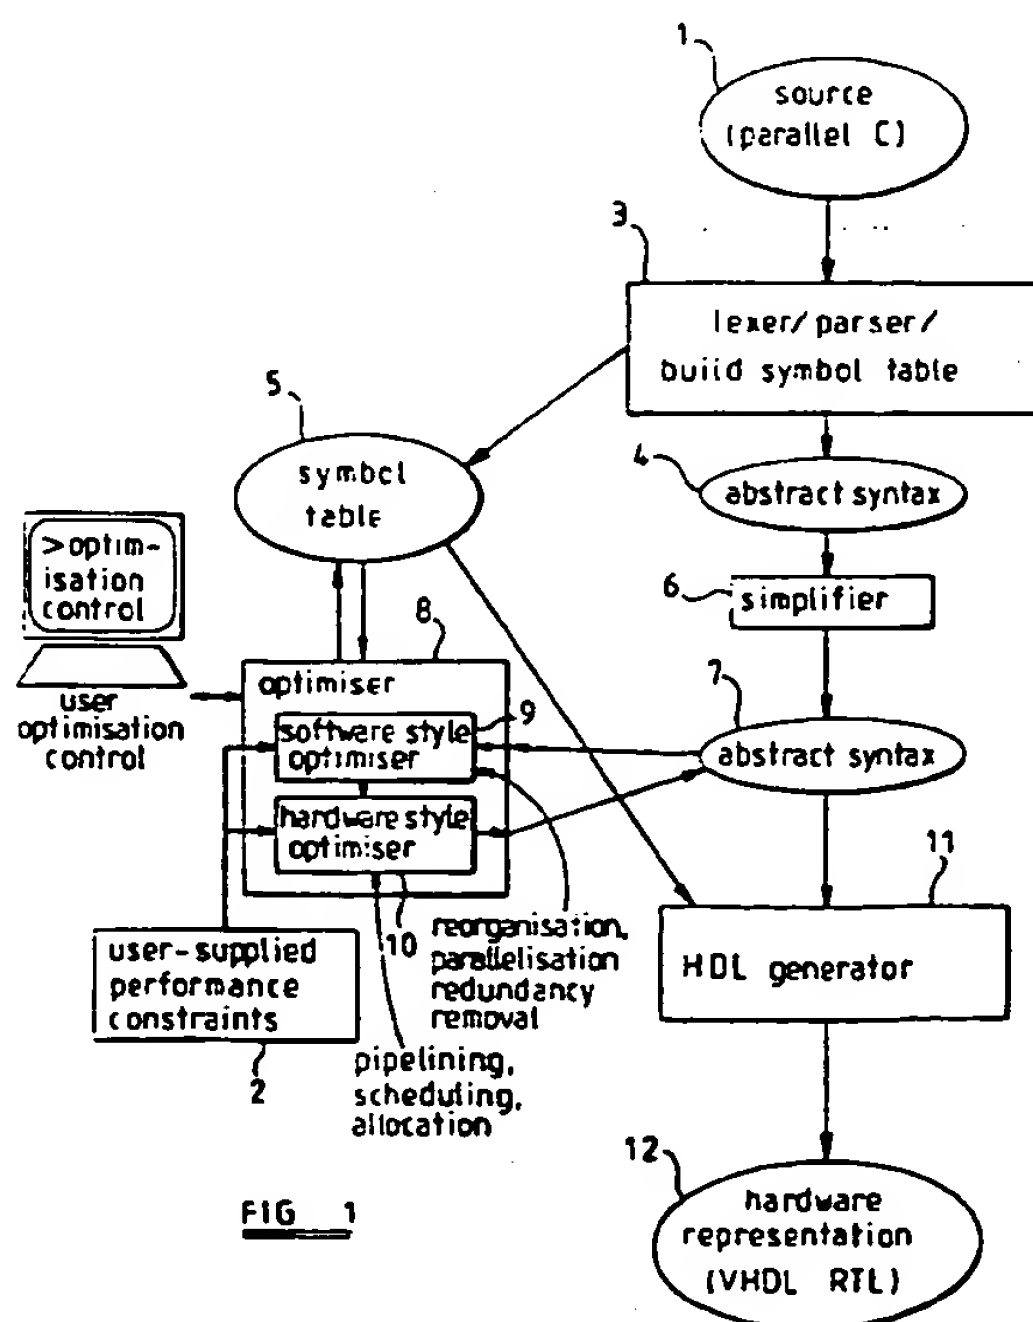 1
source
(parallel C)
3
lexer/parser/
build symbol table
5
symbol
table
4
abstract syntax
>optim-
isation
control
6
simplifier
8
7
optimiser
user
optimisation
control
9
software style
optimiser
abstract syntax
hardware style
optimiser
11
10
reorganisation,
parallelisation
redundancy
removal
user-supplied
performance
constraints
HDL generator
2
pipelining,
scheduling,
allocation
12
FIG 1
hardware
representation
(VHDL RTL)